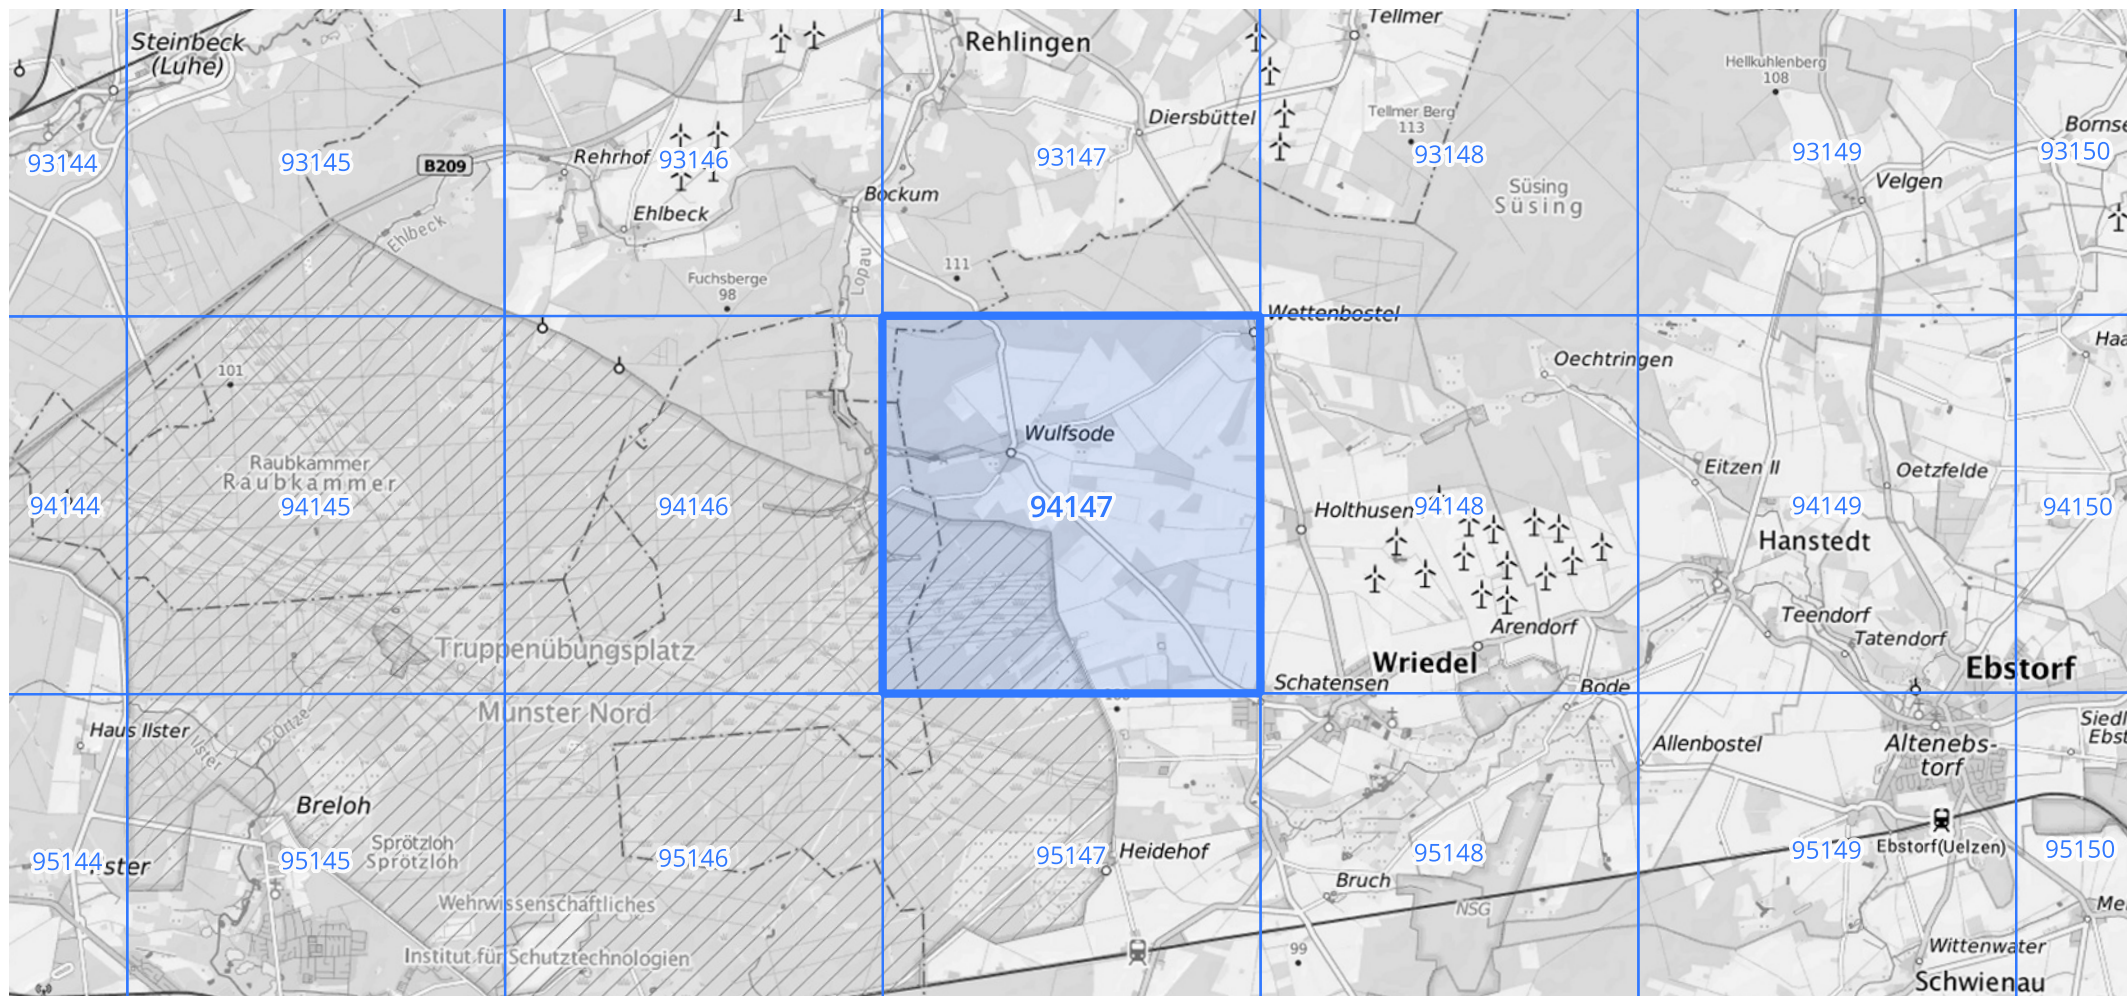 Steinbeck
(Luhe)
Rehlingen
Tellmer
Hellkuhlenberg
108
Diersbüttel
Tellmer Berg
113
93144
93145
B209
Rehrhof
93146
93147
93148
93149
93150
Velgen
Süsing
Süsing
Bockum
Ehlbeck
Ehlbeck
Lopau
111
Fuchsberge
98
Wettenbostel
Oechtringen
101
Wulfsode
Raubkammer
Raubkammer
Eitzen II
Oetzfelde
94144
94145
94146
94147
Holthusen
94148
94149
94150
Hanstedt
Teendorf
Tatendorf
Arendorf
Truppenübungsplatz
Wriedel
Ebstorf
Schatensen
Bode
Munster Nord
Haus Ilster
Ilster
Örtze
Allenbostel
Altenebs-
torf
Breloh
Sprötzloh
Sprötzloh
95144
95145
95146
95147
Heidehof
95148
95149
Ebstorf(Uelzen)
95150
Bruch
NSG
Wehrwissenschaftliches
Institut für Schutztechnologien
99
Wittenwater
Schwienau